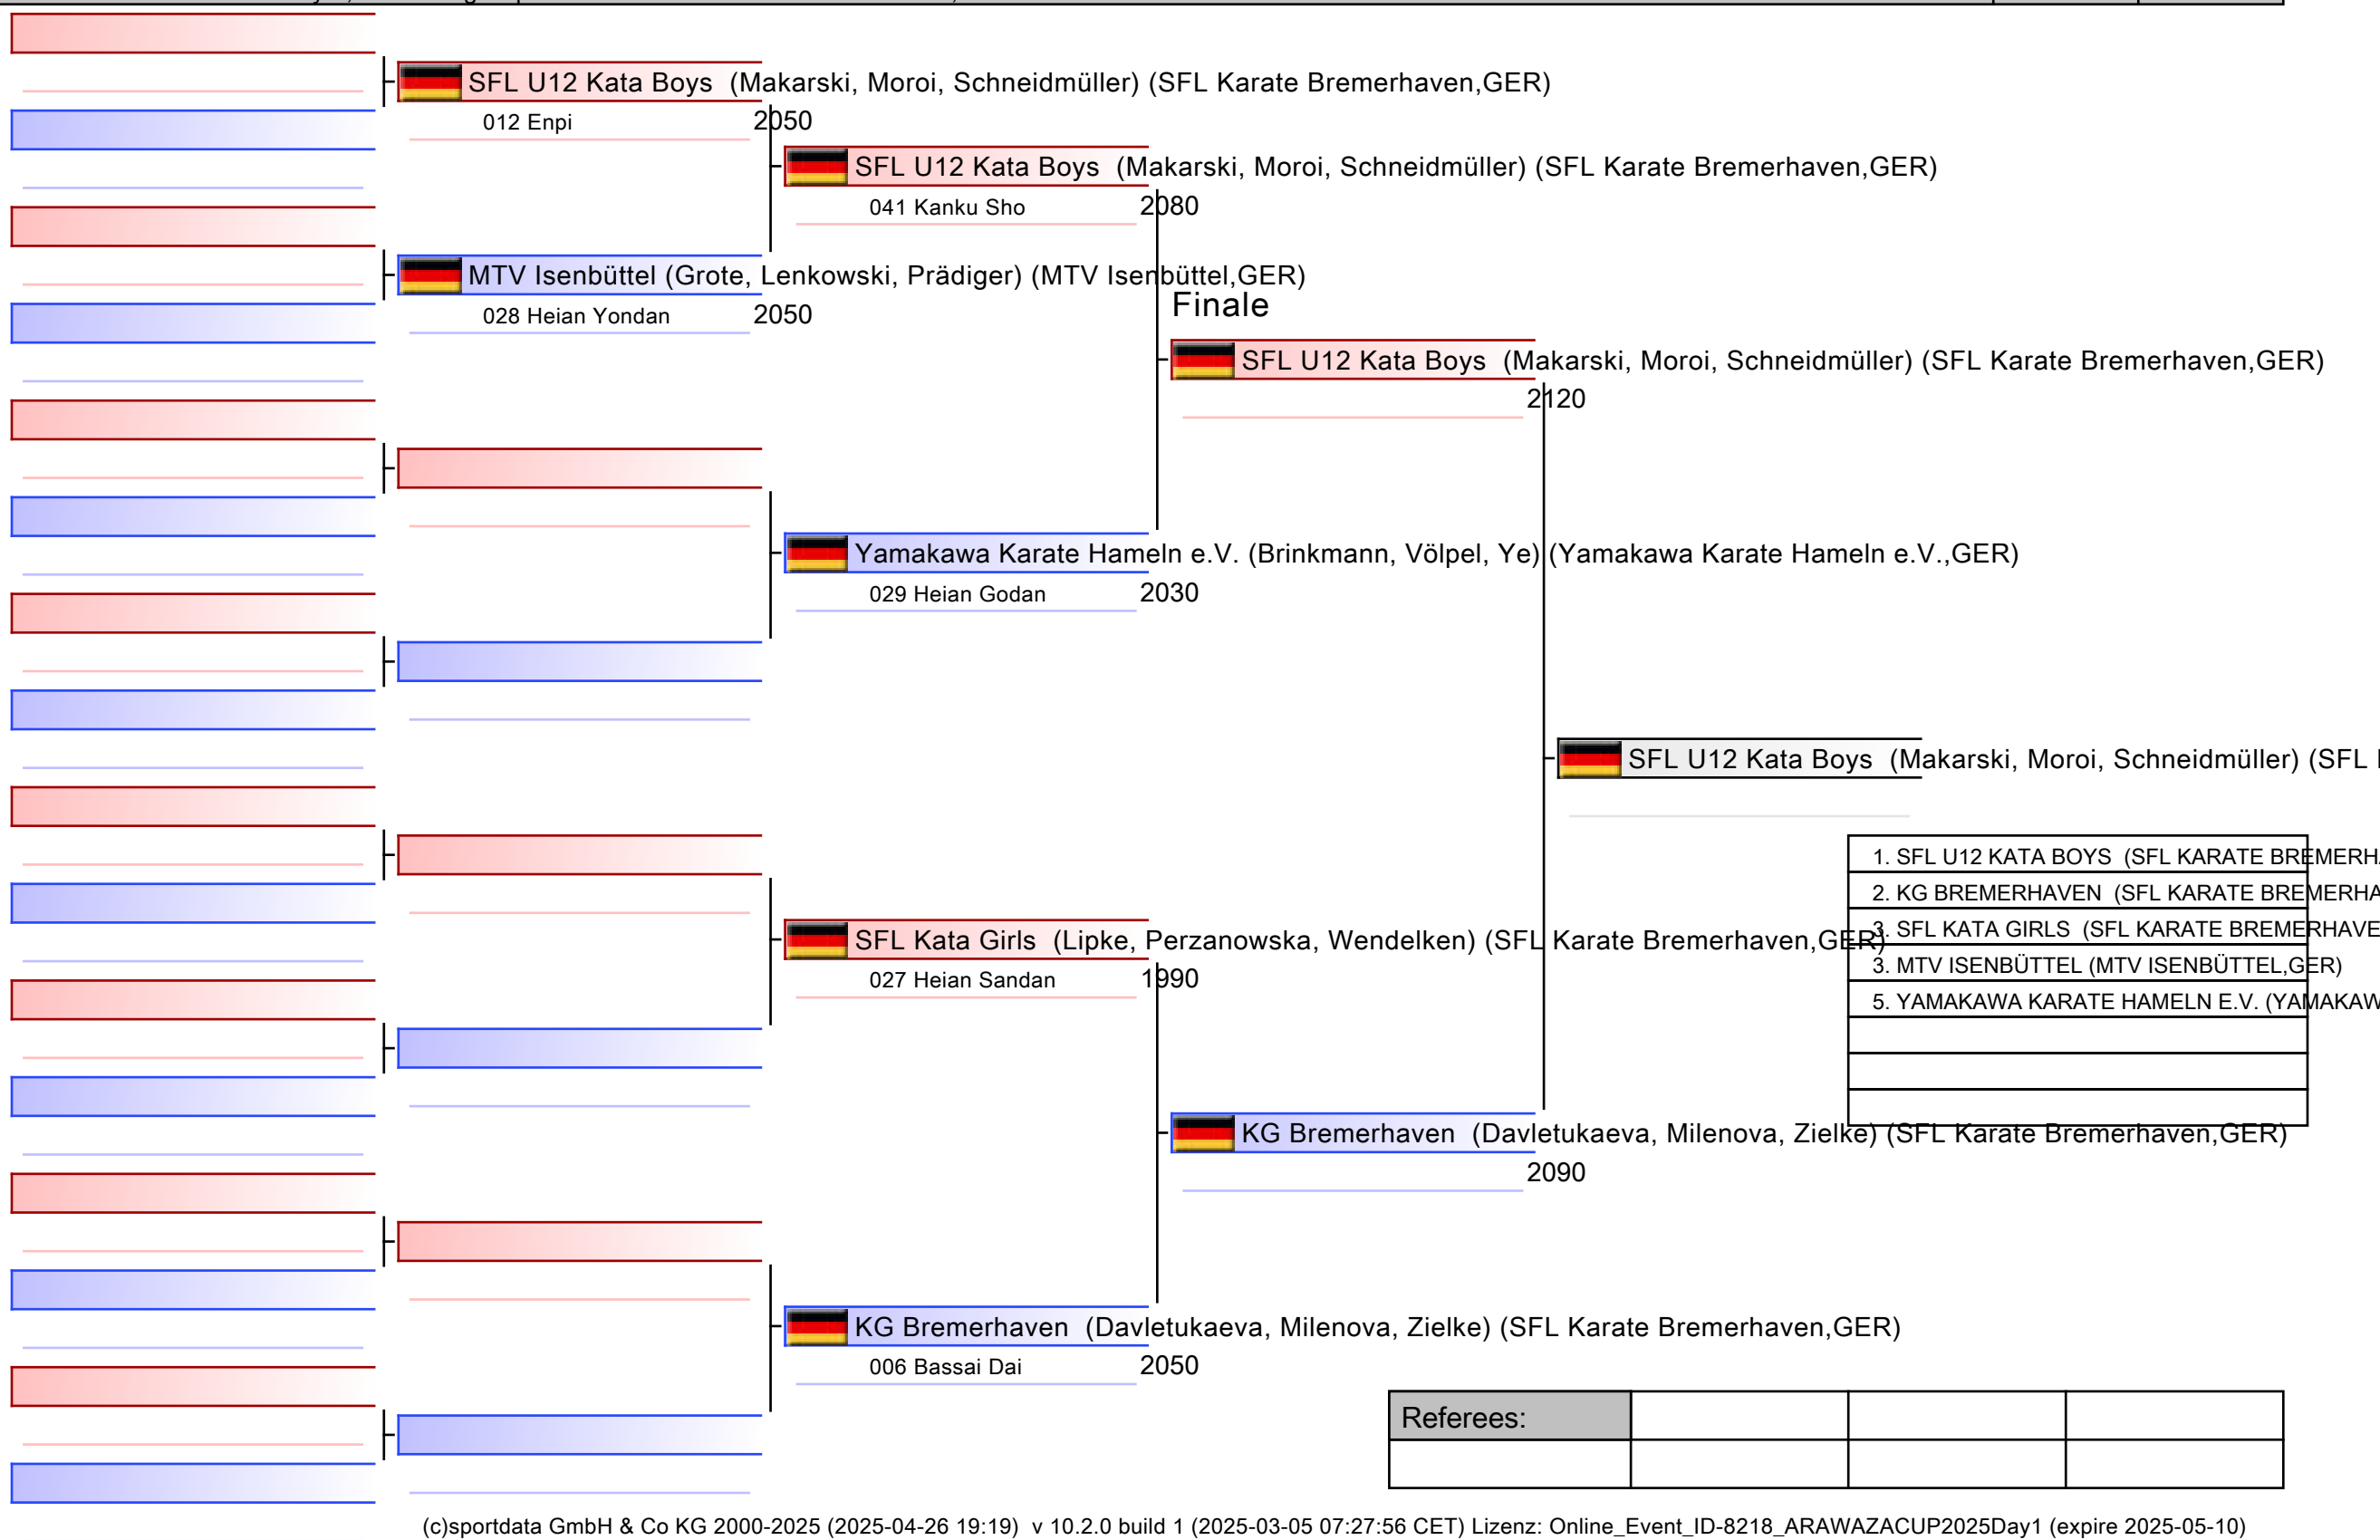 SFL U12 Kata Boys (Makarski, Moroi, Schneidmüller) (SFL Karate Bremerhaven,GER)
012 Enpi 2050
SFL U12 Kata Boys (Makarski, Moroi, Schneidmüller) (SFL Karate Bremerhaven,GER)
041 Kanku Sho 2080
MTV Isenbüttel (Grote, Lenkowski, Prädiger) (MTV Isenbüttel,GER)
028 Heian Yondan 2050
Finale
SFL U12 Kata Boys (Makarski, Moroi, Schneidmüller) (SFL Karate Bremerhaven,GER)
2120
Yamakawa Karate Hameln e.V. (Brinkmann, Völpel, Ye) (Yamakawa Karate Hameln e.V.,GER)
029 Heian Godan 2030
SFL U12 Kata Boys (Makarski, Moroi, Schneidmüller) (SFL
1. SFL U12 KATA BOYS (SFL KARATE BREMERHA
2. KG BREMERHAVEN (SFL KARATE BREMERHA
3. SFL KATA GIRLS (SFL KARATE BREMERHAVE
3. MTV ISENBÜTTEL (MTV ISENBÜTTEL,GER)
5. YAMAKAWA KARATE HAMELN E.V. (YAMAKAW
SFL Kata Girls (Lipke, Perzanowska, Wendelken) (SFL Karate Bremerhaven,GER)
027 Heian Sandan 1990
KG Bremerhaven (Davletukaeva, Milenova, Zielke) (SFL Karate Bremerhaven,GER)
2090
KG Bremerhaven (Davletukaeva, Milenova, Zielke) (SFL Karate Bremerhaven,GER)
006 Bassai Dai 2050
Referees:
(c)sportdata GmbH & Co KG 2000-2025 (2025-04-26 19:19) v 10.2.0 build 1 (2025-03-05 07:27:56 CET) Lizenz: Online_Event_ID-8218_ARAWAZACUP2025Day1 (expire 2025-05-10)